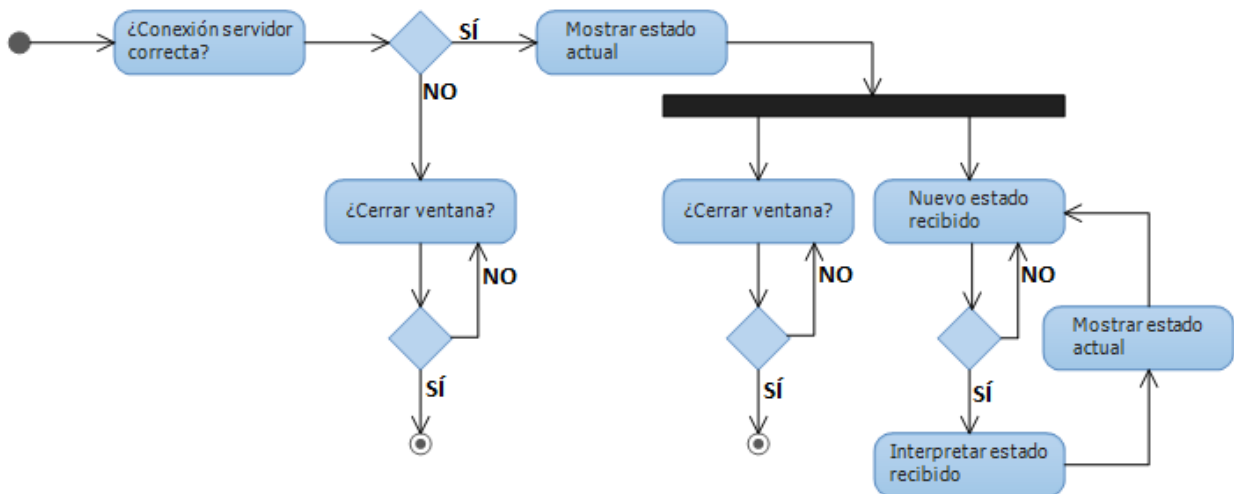 ¿Conexión servidor
correcta?
SÍ
Mostrar estado
actual
NO
¿Cerrar ventana?
NO
SÍ
¿Cerrar ventana?
NO
SÍ
Nuevo estado
recibido
NO
SÍ
Interpretar estado
recibido
Mostrar estado
actual